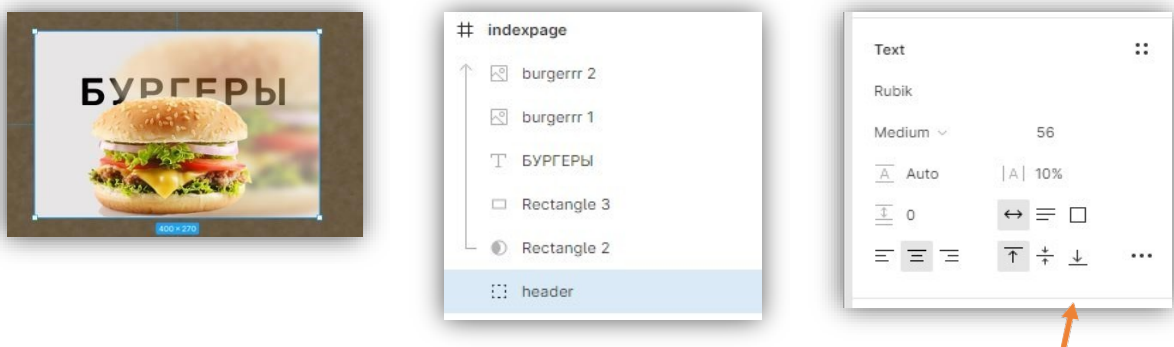 БУРГЕРЫ
400 × 270
indexpage
burgerrr 2
burgerrr 1
T БУРГЕРЫ
Rectangle 3
Rectangle 2
header
Text
Rubik
Medium 56
A Auto |A| 10%
0